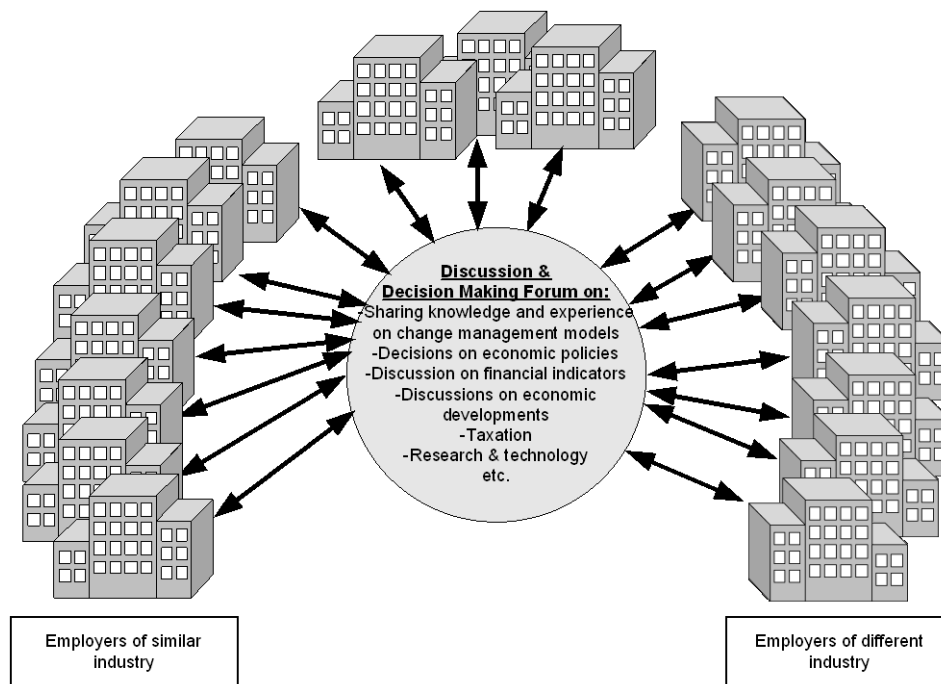 Discussion &
Decision Making Forum on:
-Sharing knowledge and experience
on change management models
-Decisions on economic policies
-Discussion on financial indicators
-Discussions on economic
developments
-Taxation
-Research & technology
etc.
Employers of similar
industry
Employers of different
industry